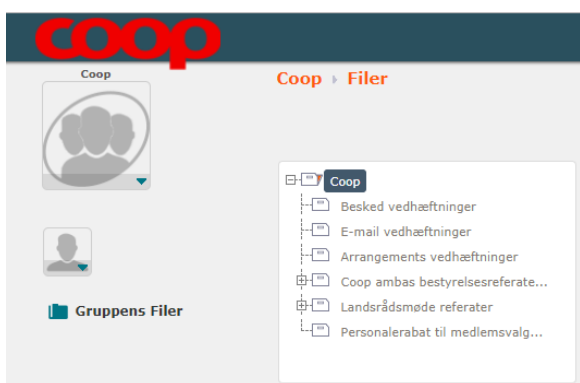 coop
Coop
Coop › Filer
Coop
Besked vedhæftninger
E-mail vedhæftninger
Arrangements vedhæftninger
Coop ambas bestyrelsesreferate...
Landsrådsmøde referater
Personalerabat til medlemsvalg...
Gruppens Filer